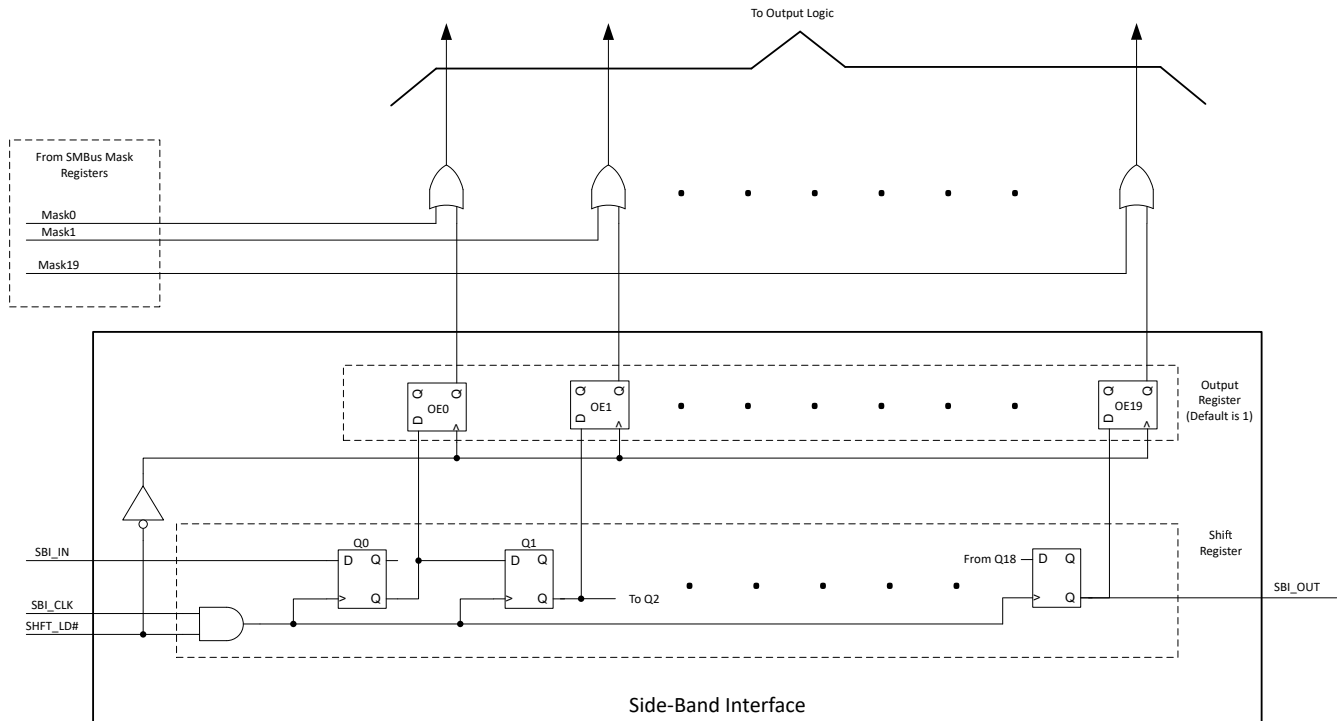 To Output Logic
From SMBus Mask
Registers
Mask0
Mask1
Mask19
Q Q
OE0
D >
Q Q
OE1
D >
Q Q
OE19
D >
Output
Register
(Default is 1)
Q0
Q1
Shift
Register
SBI_IN
D Q
D Q
From Q18
D Q
SBI_CLK
> Q
> Q
To Q2
> Q
SBI_OUT
SHFT_LD#
Side-Band Interface